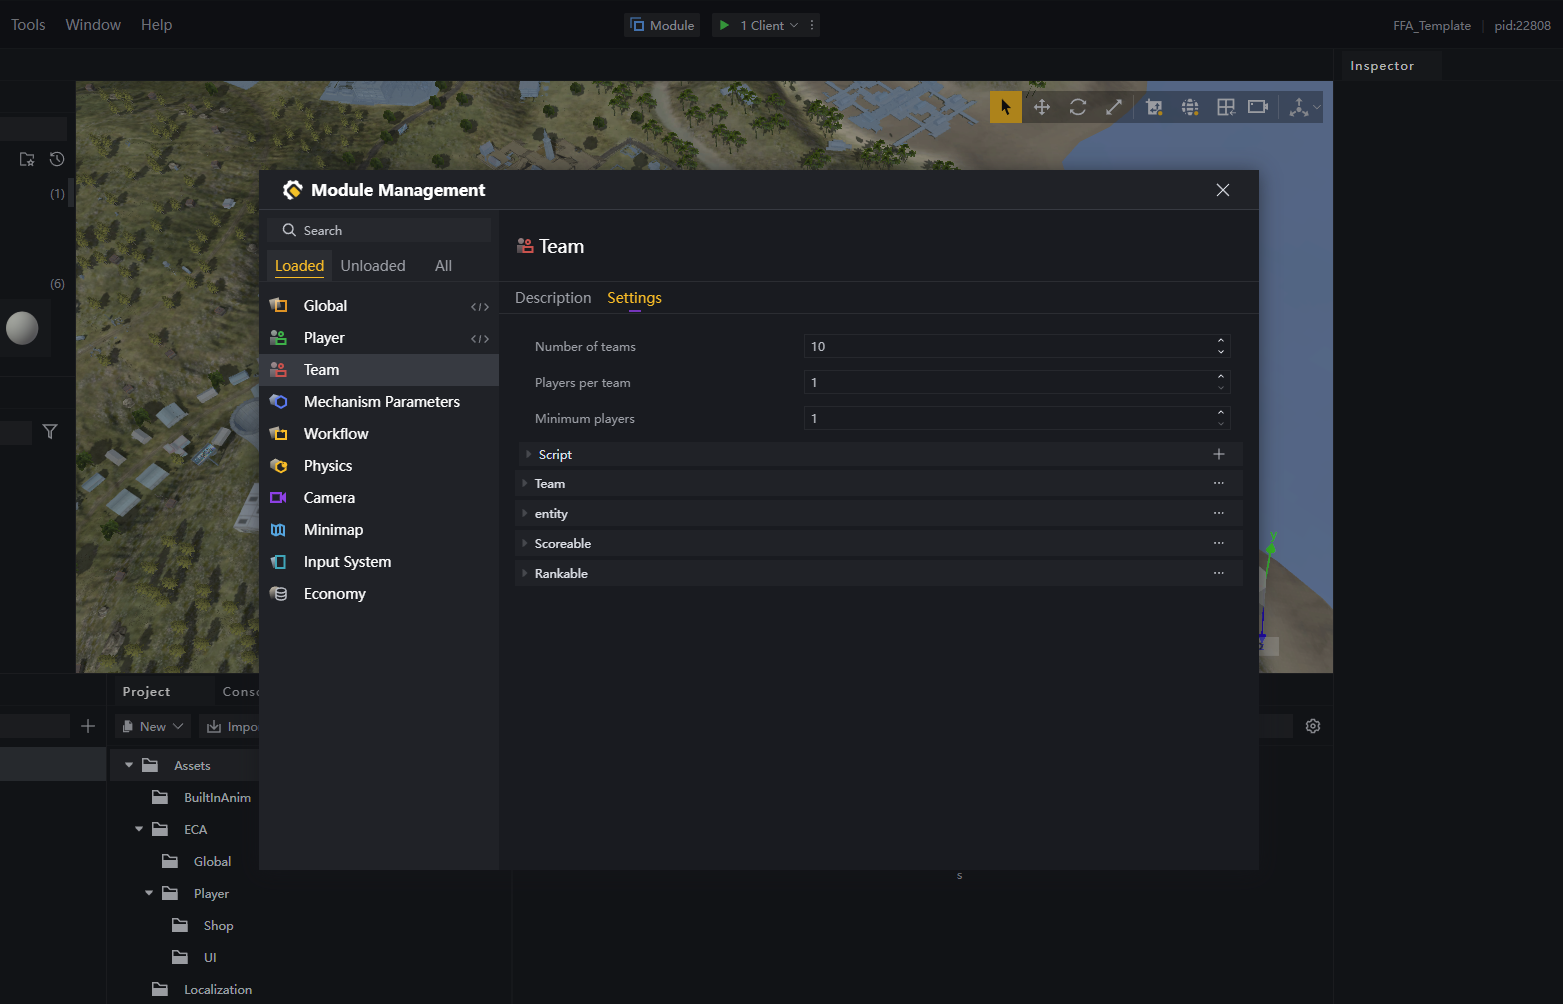 Tools Window Help
Module
1 Client
FFA_Template
pid:22808
Inspector
(1)
(6)
Module Management
Search
Loaded Unloaded All
Global
Player
Team
Mechanism Parameters
Workflow
Physics
Camera
Minimap
Input System
Economy
Team
Description Settings
Number of teams 10
Players per team 1
Minimum players 1
Script
Team
entity
Scoreable
Rankable
y
z
Project
New
Assets
BuiltInAnim
ECA
Global
Player
Shop
UI
Localization
s